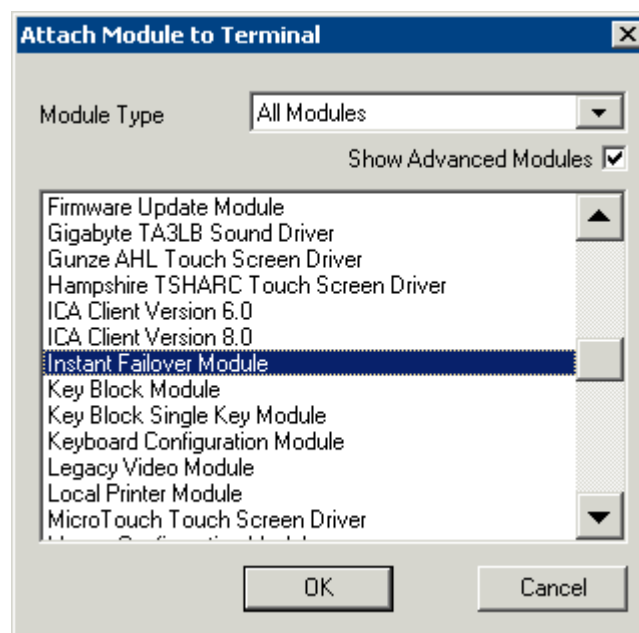 Attach Module to Terminal
Module Type
All Modules
Show Advanced Modules
Firmware Update Module
Gigabyte TA3LB Sound Driver
Gunze AHL Touch Screen Driver
Hampshire TSHARC Touch Screen Driver
ICA Client Version 6.0
ICA Client Version 8.0
Instant Failover Module
Key Block Module
Key Block Single Key Module
Keyboard Configuration Module
Legacy Video Module
Local Printer Module
MicroTouch Touch Screen Driver
OK
Cancel